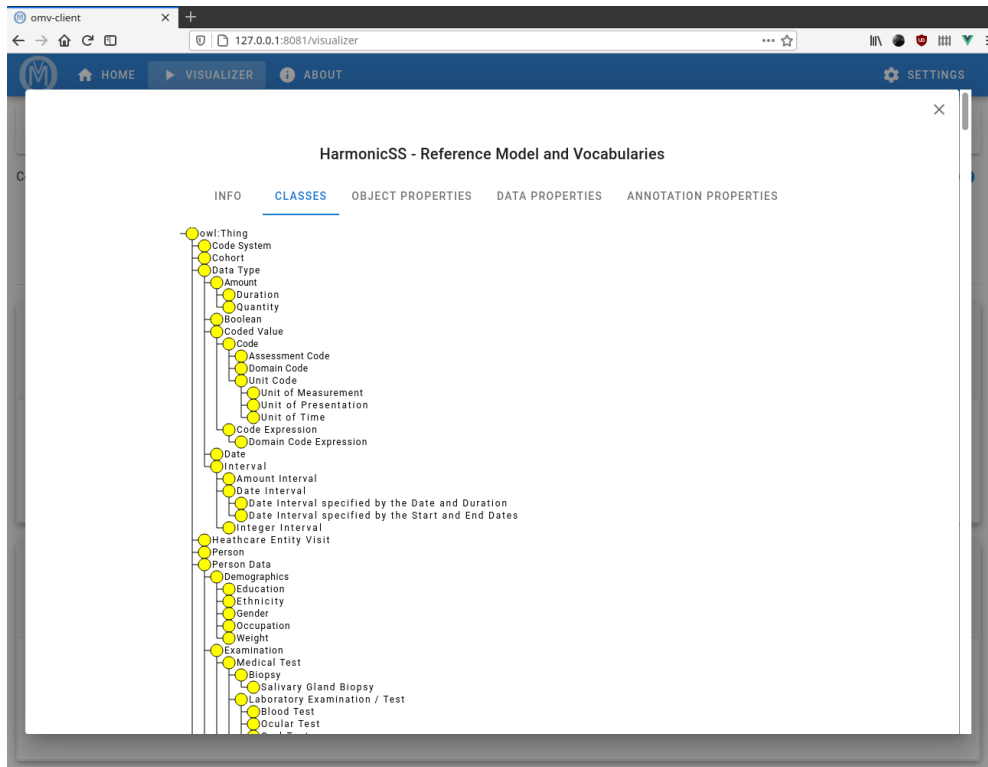 omv-client
127.0.0.1:8081/visualizer
HOME VISUALIZER ABOUT SETTINGS
HarmonicSS - Reference Model and Vocabularies
INFO CLASSES OBJECT PROPERTIES DATA PROPERTIES ANNOTATION PROPERTIES
owl:Thing
Code System
Cohort
Data Type
Amount
Duration
Quantity
Boolean
Coded Value
Code
Assessment Code
Domain Code
Unit Code
Unit of Measurement
Unit of Presentation
Unit of Time
Code Expression
Domain Code Expression
Date
Interval
Amount Interval
Date Interval
Date Interval specified by the Date and Duration
Date Interval specified by the Start and End Dates
Integer Interval
Heathcare Entity Visit
Person
Person Data
Demographics
Education
Ethnicity
Gender
Occupation
Weight
Examination
Medical Test
Biopsy
Salivary Gland Biopsy
Laboratory Examination / Test
Blood Test
Ocular Test